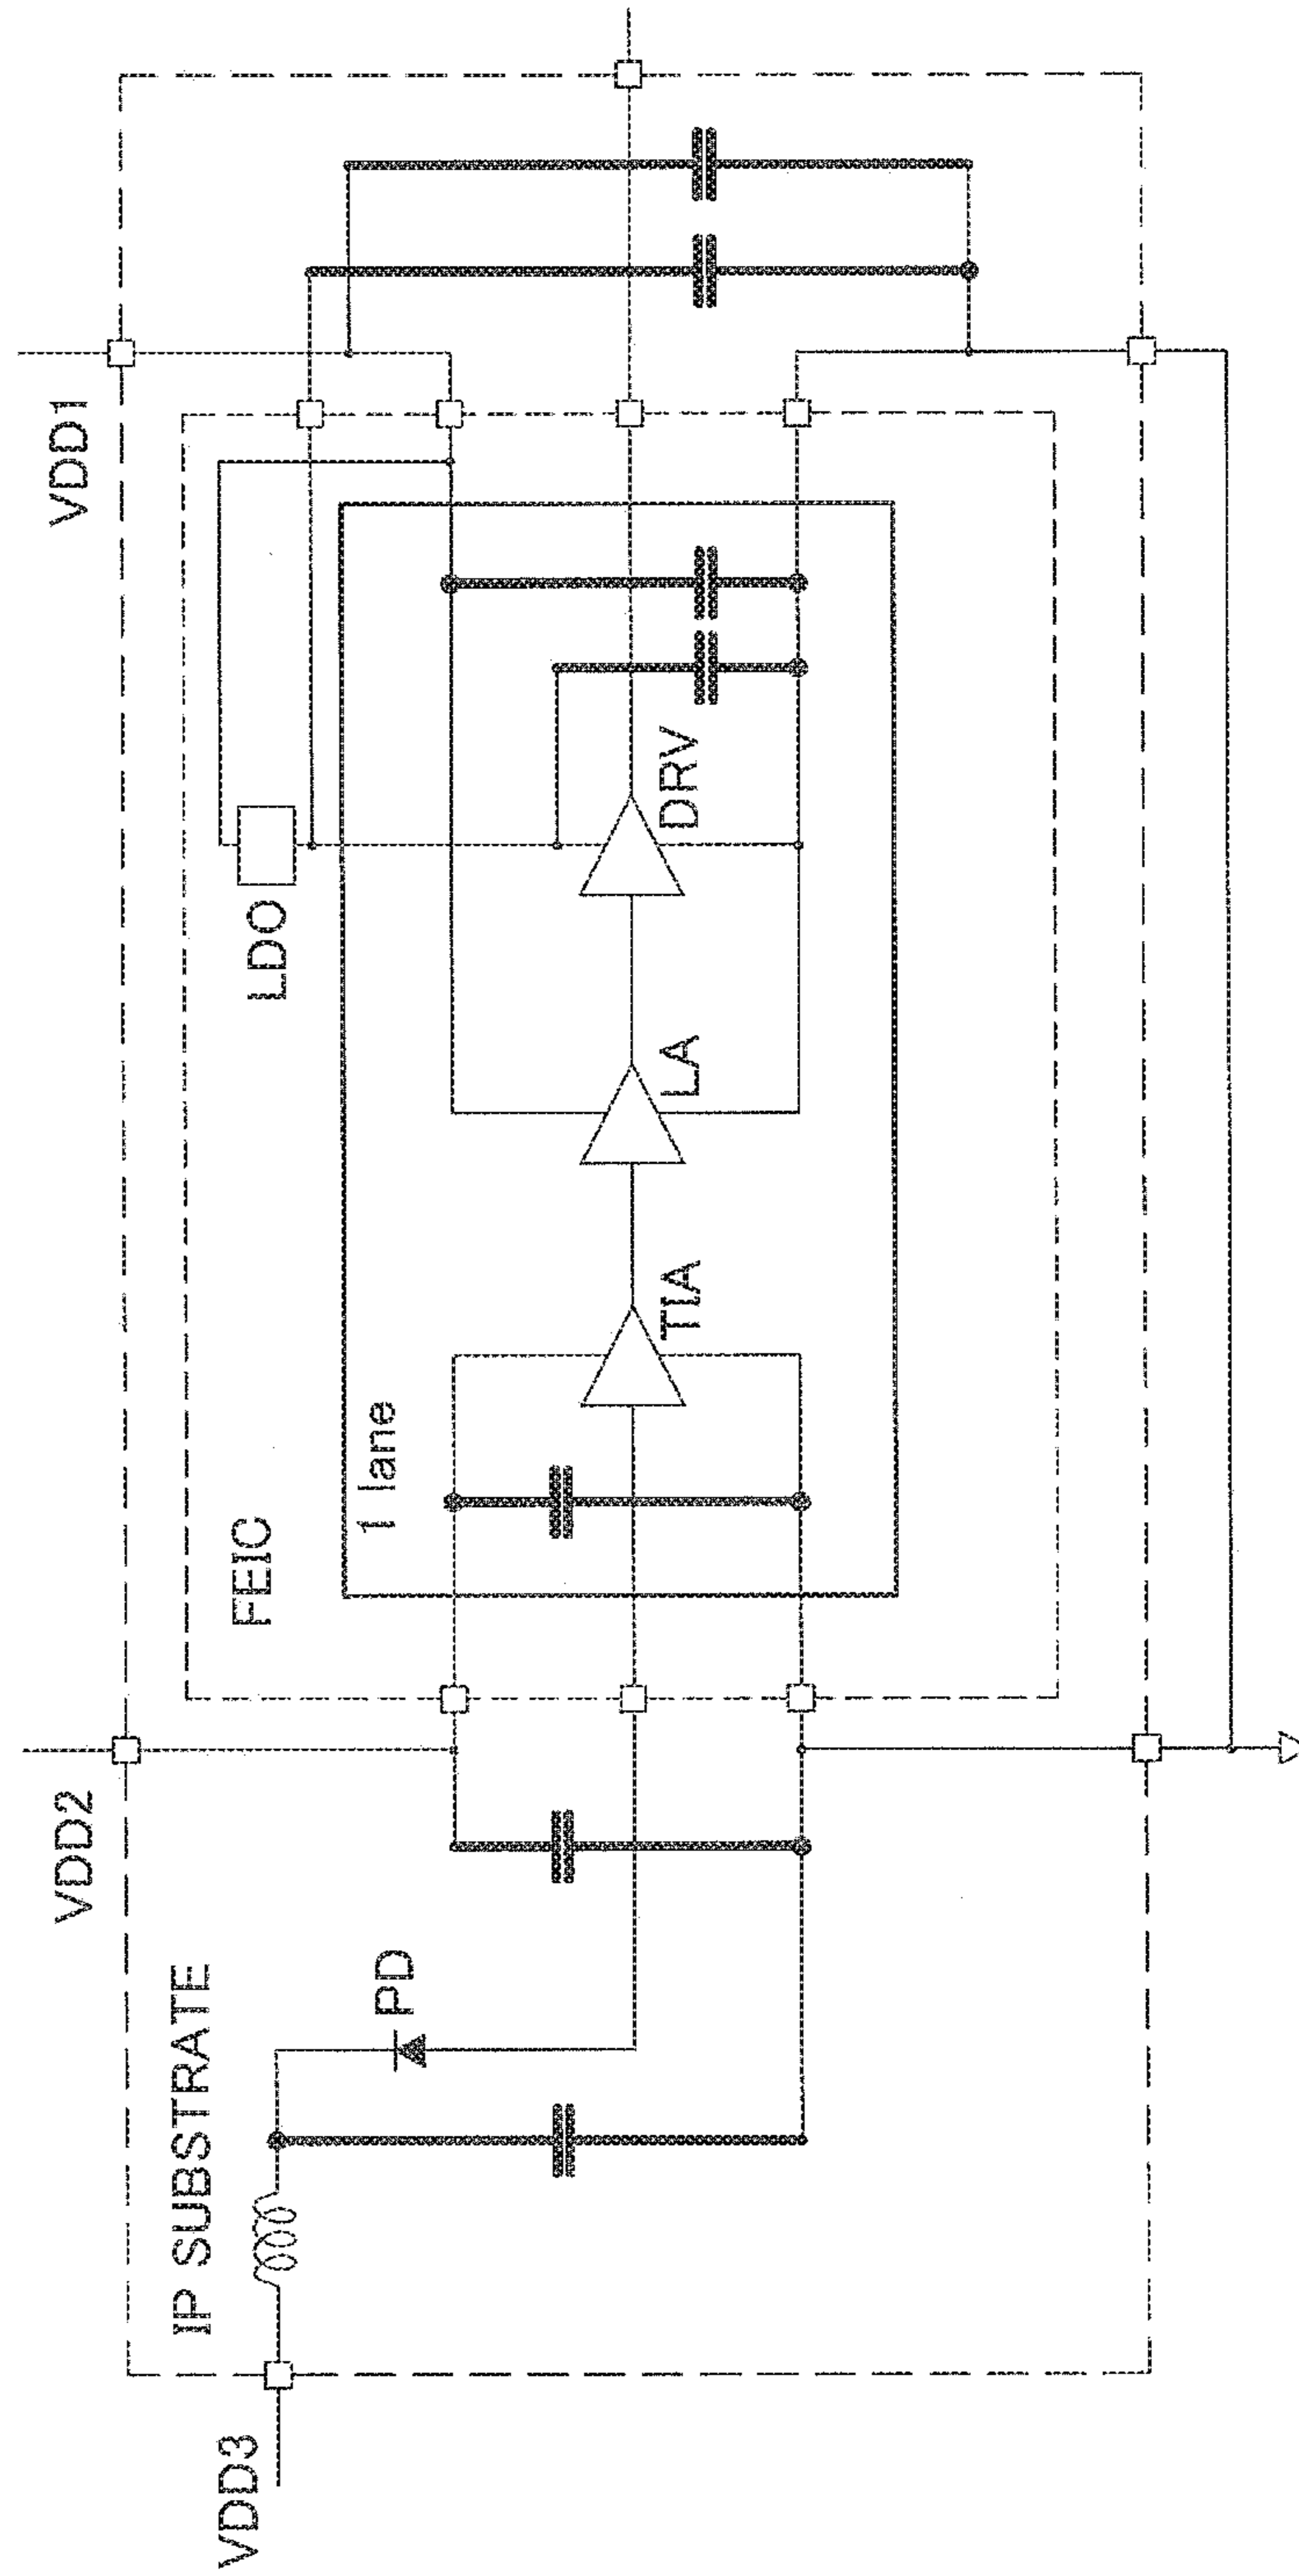 VDD3
IP SUBSTRATE
PD
VDD2
FEIC
1 lane
TIA
LA
LDO
DRV
VDD1